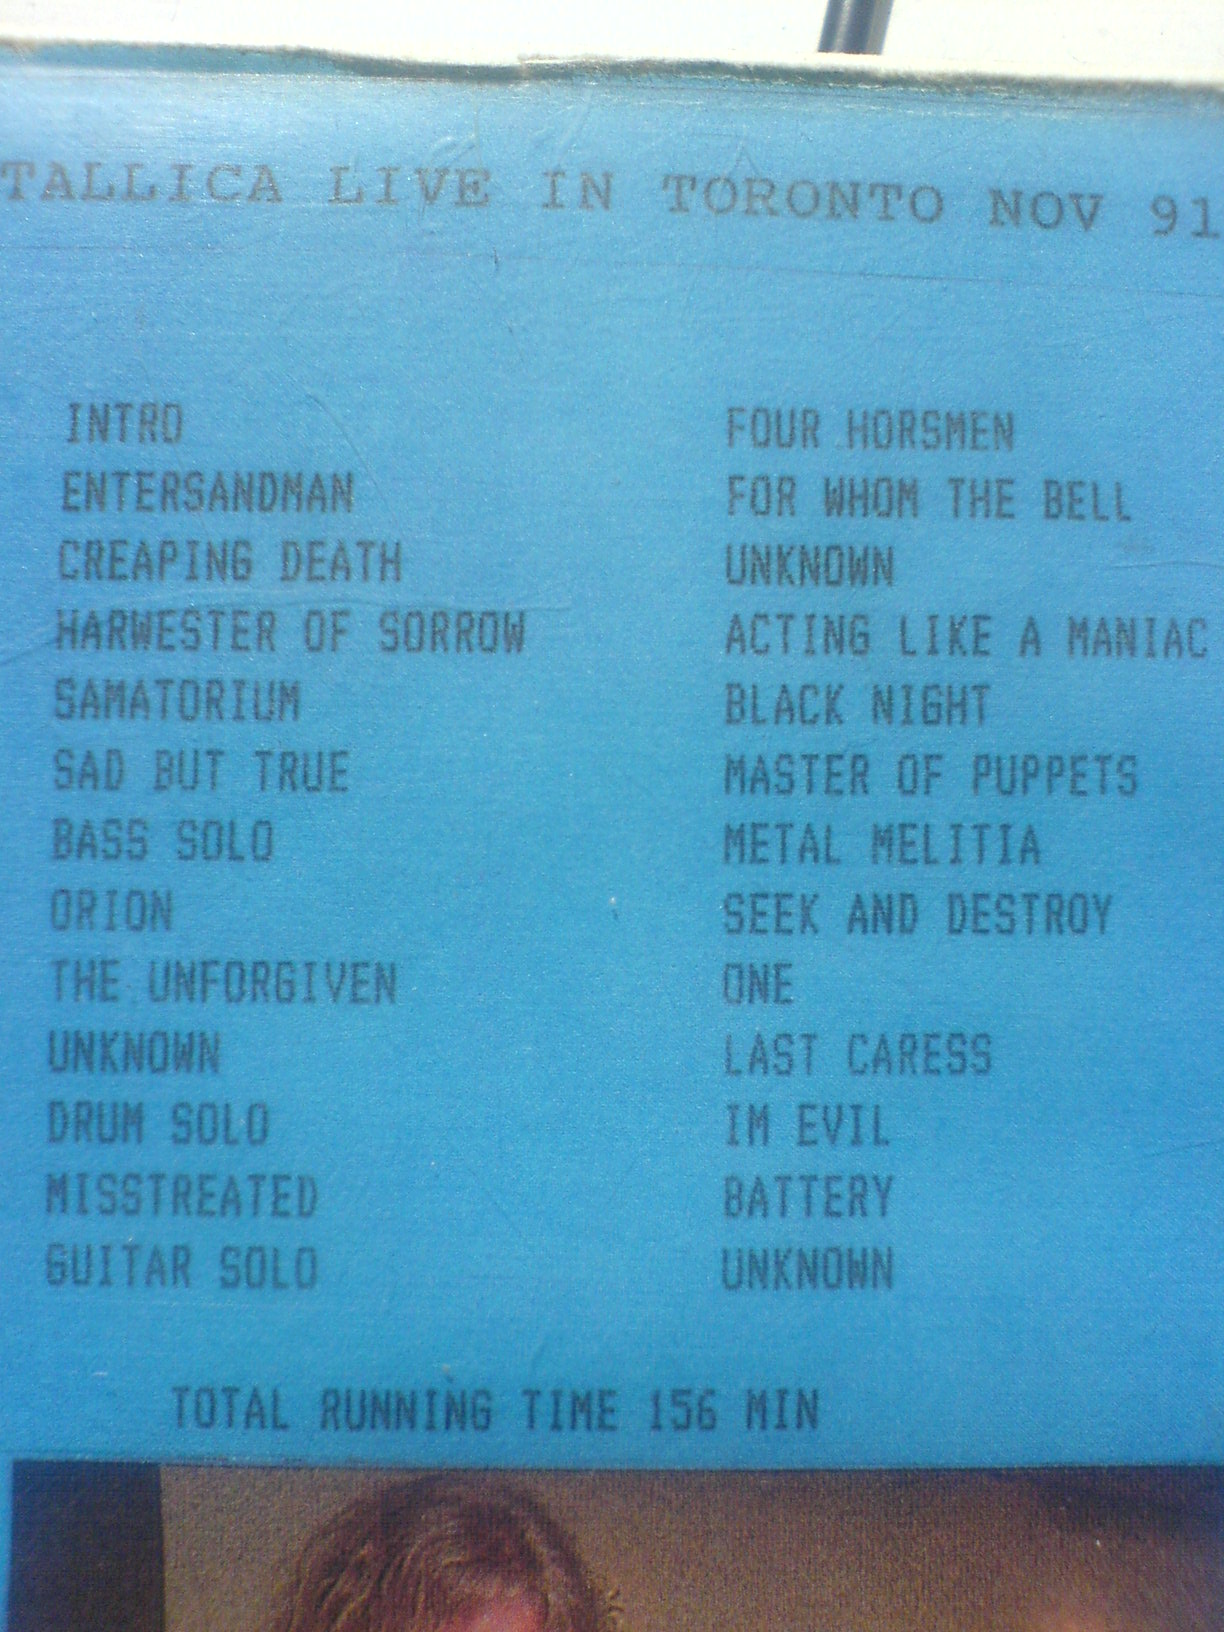 TALLICA LIVE IN TORONTO NOV 91
INTRO
ENTERSANDMAN
CREAPING DEATH
HARWESTER OF SORROW
SAMATORIUM
SAD BUT TRUE
BASS SOLO
ORION
THE UNFORGIVEN
UNKNOWN
DRUM SOLO
MISSTREATED
GUITAR SOLO
FOUR HORSMEN
FOR WHOM THE BELL
UNKNOWN
ACTING LIKE A MANIAC
BLACK NIGHT
MASTER OF PUPPETS
METAL MELITIA
SEEK AND DESTROY
ONE
LAST CARESS
IM EVIL
BATTERY
UNKNOWN
TOTAL RUNNING TIME 156 MIN